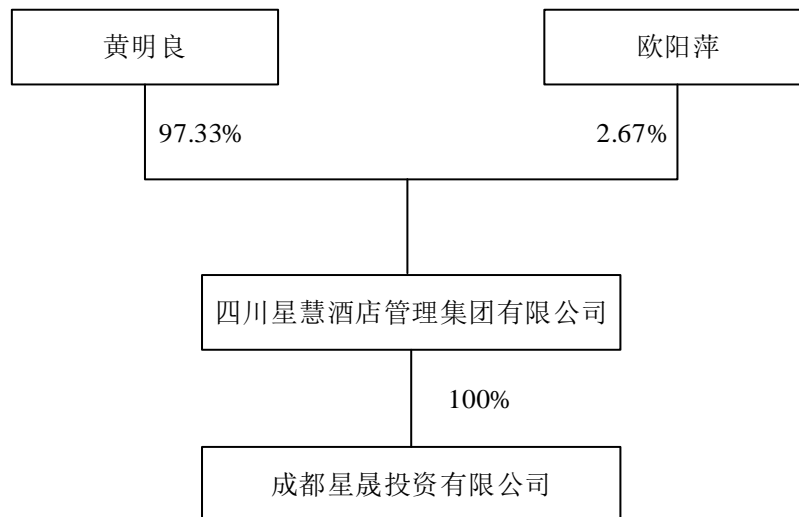 黄明良
欧阳萍
97.33%
2.67%
四川星慧酒店管理集团有限公司
100%
成都星晟投资有限公司